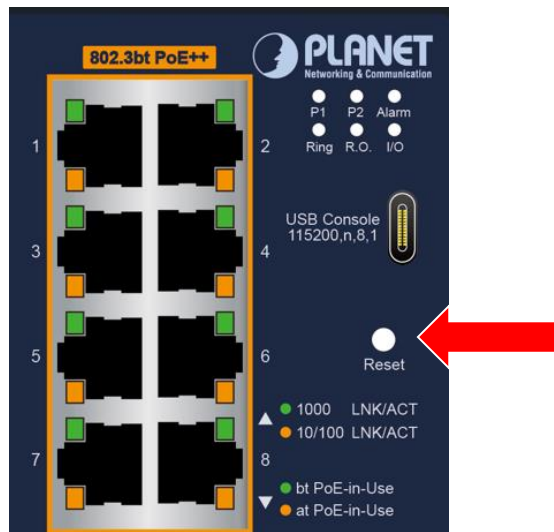 802.3bt PoE++
PLANET
Networking & Communication
P1 P2 Alarm
Ring R.O. I/O
1
2
USB Console
115200,n,8,1
3
4
5
6
Reset
1000 LNK/ACT
10/100 LNK/ACT
7
8
bt PoE-in-Use
at PoE-in-Use